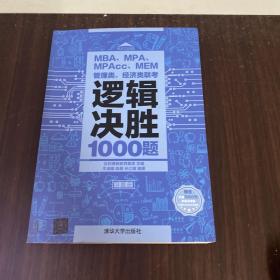 MBA、MPA、
MPAcc、MEM
管理类、经济类联考
逻辑
决胜
1000题
清华大学出版社